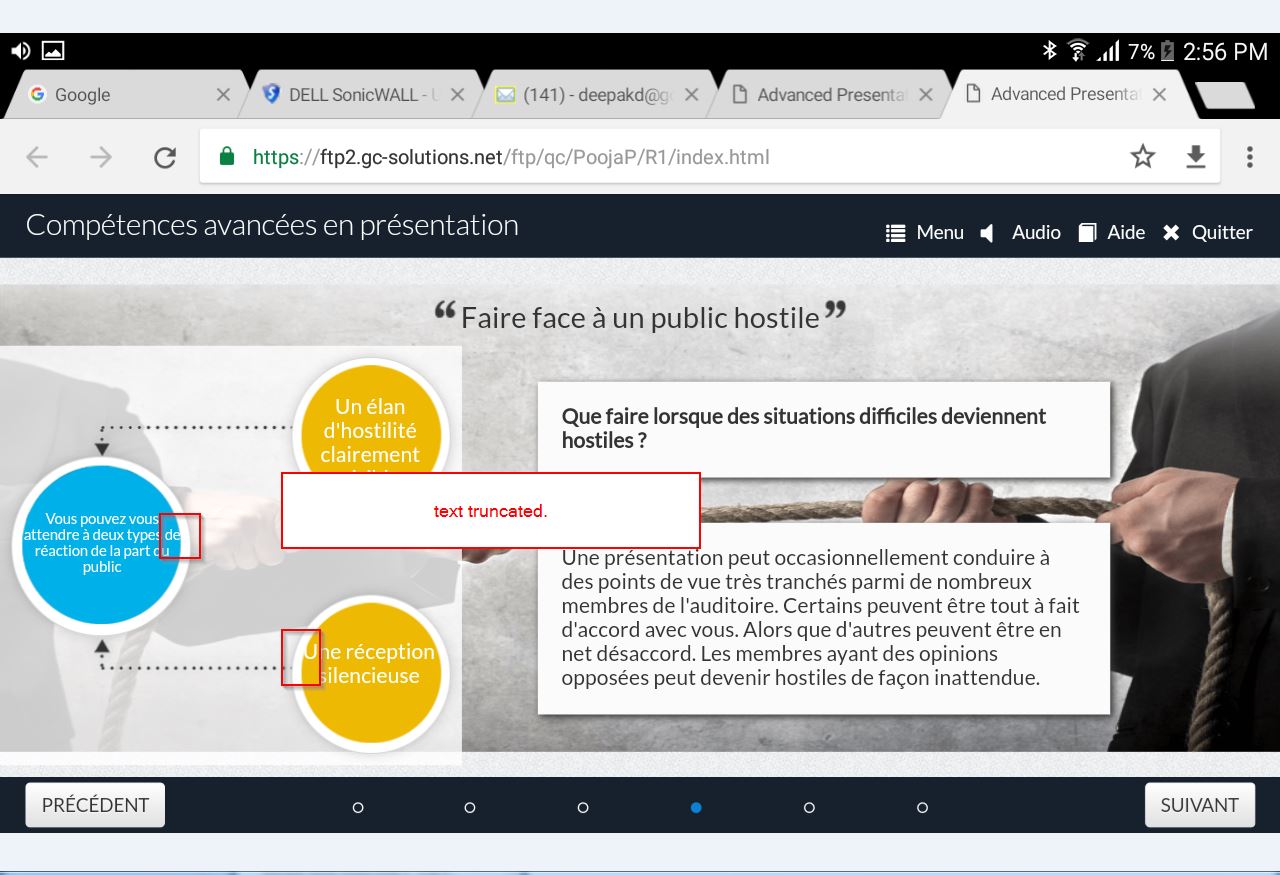 7% 2:56 PM
Google
DELL SonicWALL - U
(141) - deepakd@g
Advanced Presenta
Advanced Presenta
https://ftp2.gc-solutions.net/ftp/qc/PoojaP/R1/index.html
Compétences avancées en présentation
Menu Audio Aide Quitter
“ Faire face à un public hostile ”
Un élan
d'hostilité
clairement
Vous pouvez vous
attendre à deux types de
réaction de la part du
public
Une réception
silencieuse
text truncated.
Que faire lorsque des situations difficiles deviennent
hostiles ?
Une présentation peut occasionnellement conduire à
des points de vue très tranchés parmi de nombreux
membres de l'auditoire. Certains peuvent être tout à fait
d'accord avec vous. Alors que d'autres peuvent être en
net désaccord. Les membres ayant des opinions
opposées peut devenir hostiles de façon inattendue.
PRÉCÉDENT
SUIVANT